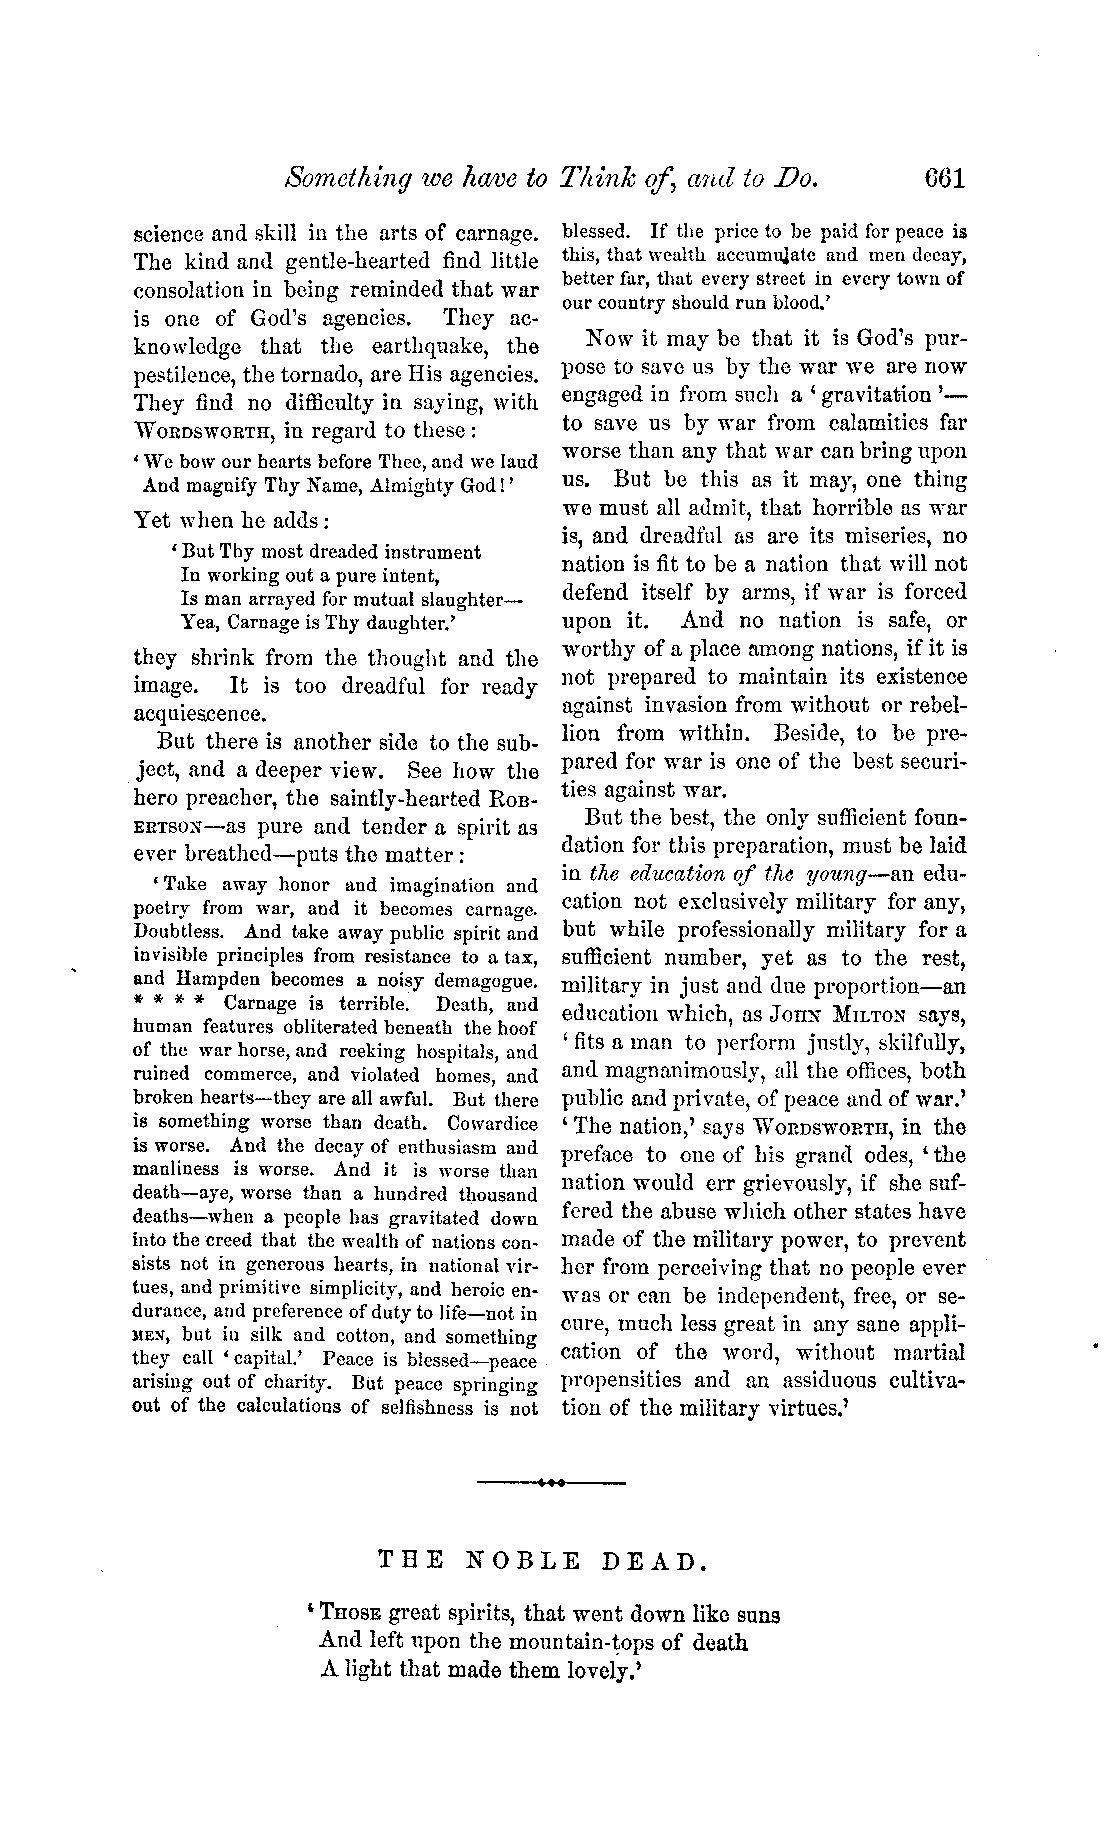 Something we have to Think of, and to Do. 661
science and skill in the arts of carnage.
The kind and gentle-hearted find little
consolation in being reminded that war
is one of God's agencies. They ac-
knowledge that the earthquake, the
pestilence, the tornado, are His agencies.
They find no difficulty in saying, with
WORDSWORTH, in regard to these:
'We bow our hearts before Thee, and we laud
And magnify Thy Name, Almighty God!'
Yet when he adds:
'But Thy most dreaded instrument
In working out a pure intent,
Is man arrayed for mutual slaughter—
Yea, Carnage is Thy daughter.'
they shrink from the thought and the
image. It is too dreadful for ready
acquiescence.
But there is another side to the sub-
ject, and a deeper view. See how the
hero preacher, the saintly-hearted ROB-
ERTSON—as pure and tender a spirit as
ever breathed—puts the matter:
'Take away honor and imagination and
poetry from war, and it becomes carnage.
Doubtless. And take away public spirit and
invisible principles from resistance to a tax,
and Hampden becomes a noisy demagogue.
* * * * Carnage is terrible. Death, and
human features obliterated beneath the hoof
of the war horse, and reeking hospitals, and
ruined commerce, and violated homes, and
broken hearts—they are all awful. But there
is something worse than death. Cowardice
is worse. And the decay of enthusiasm and
manliness is worse. And it is worse than
death—aye, worse than a hundred thousand
deaths—when a people has gravitated down
into the creed that the wealth of nations con-
sists not in generous hearts, in national vir-
tues, and primitive simplicity, and heroic en-
durance, and preference of duty to life—not in
MEN, but in silk and cotton, and something
they call 'capital.' Peace is blessed—peace
arising out of charity. But peace springing
out of the calculations of selfishness is not
blessed. If the price to be paid for peace is
this, that wealth accumulate and men decay,
better far, that every street in every town of
our country should run blood.'
Now it may be that it is God's pur-
pose to save us by the war we are now
engaged in from such a 'gravitation'—
to save us by war from calamities far
worse than any that war can bring upon
us. But be this as it may, one thing
we must all admit, that horrible as war
is, and dreadful as are its miseries, no
nation is fit to be a nation that will not
defend itself by arms, if war is forced
upon it. And no nation is safe, or
worthy of a place among nations, if it is
not prepared to maintain its existence
against invasion from without or rebel-
lion from within. Beside, to be pre-
pared for war is one of the best securi-
ties against war.
But the best, the only sufficient foun-
dation for this preparation, must be laid
in the education of the young—an edu-
cation not exclusively military for any,
but while professionally military for a
sufficient number, yet as to the rest,
military in just and due proportion—an
education which, as JOHN MILTON says,
'fits a man to perform justly, skilfully,
and magnanimously, all the offices, both
public and private, of peace and of war.'
'The nation,' says WORDSWORTH, in the
preface to one of his grand odes, 'the
nation would err grievously, if she suf-
fered the abuse which other states have
made of the military power, to prevent
her from perceiving that no people ever
was or can be independent, free, or se-
cure, much less great in any sane appli-
cation of the word, without martial
propensities and an assiduous cultiva-
tion of the military virtues.'
THE NOBLE DEAD.
'THOSE great spirits, that went down like suns
And left upon the mountain-tops of death
A light that made them lovely.'